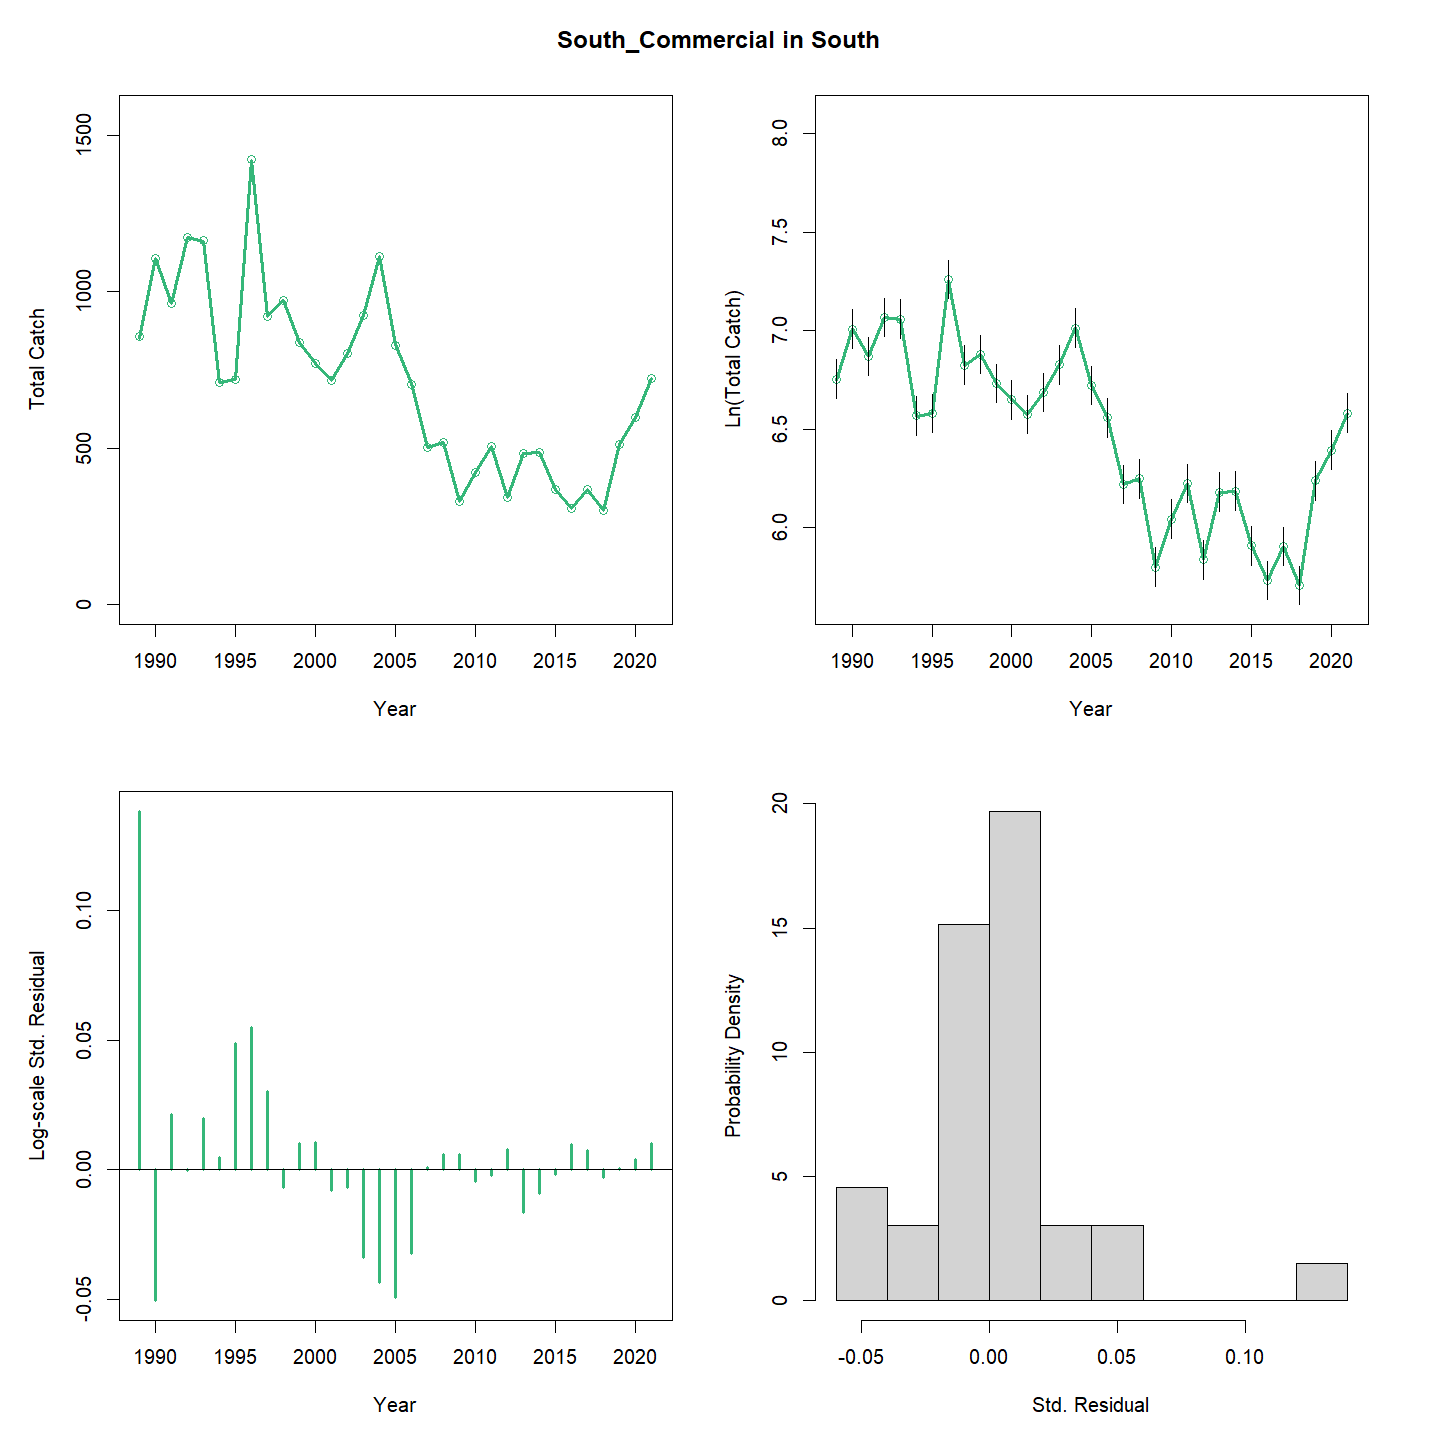 South_Commercial in South
Total Catch
1500
1000
500
0
1990 1995 2000 2005 2010 2015 2020
Year
Ln(Total Catch)
8.0
7.5
7.0
6.5
6.0
1990 1995 2000 2005 2010 2015 2020
Year
Log-scale Std. Residual
0.10
0.05
0.00
-0.05
1990 1995 2000 2005 2010 2015 2020
Year
Probability Density
20
15
10
5
0
-0.05 0.00 0.05 0.10
Std. Residual